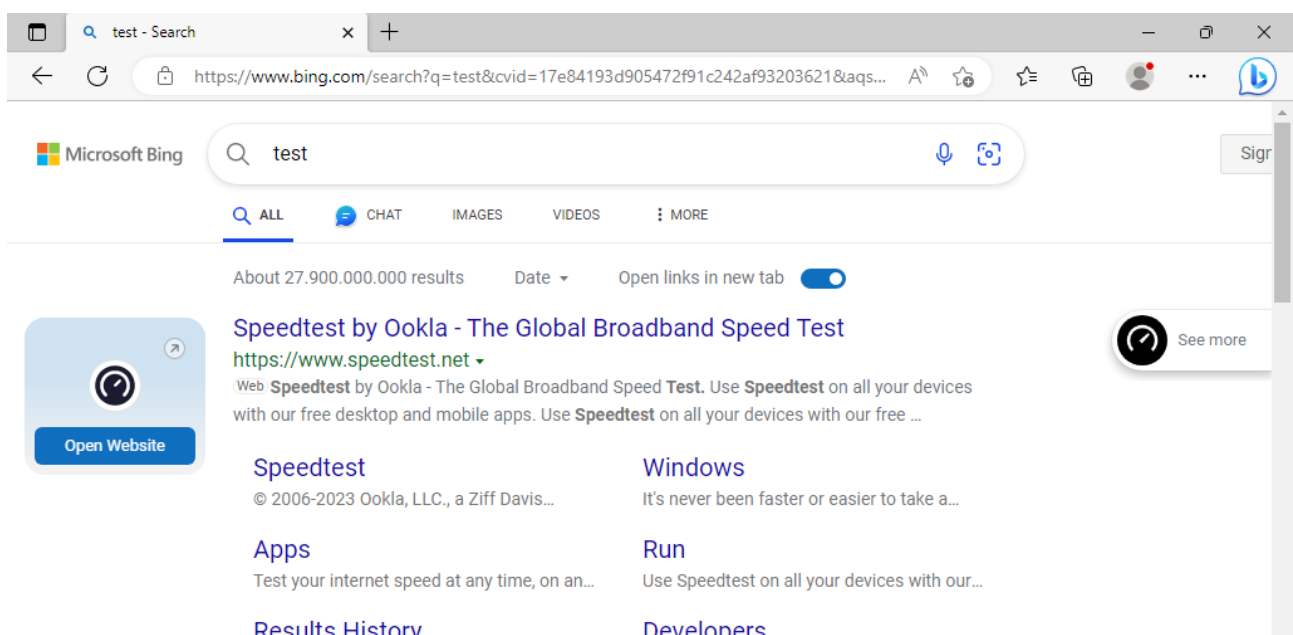 test - Search
https://www.bing.com/search?q=test&cvid=17e84193d905472f91c242af93203621&aqs...
Microsoft Bing
test
Sign
ALL CHAT IMAGES VIDEOS MORE
About 27.900.000.000 results Date Open links in new tab
Speedtest by Ookla - The Global Broadband Speed Test
https://www.speedtest.net
Web Speedtest by Ookla - The Global Broadband Speed Test. Use Speedtest on all your devices
with our free desktop and mobile apps. Use Speedtest on all your devices with our free ...
Open Website
See more
Speedtest
© 2006-2023 Ookla, LLC., a Ziff Davis...
Windows
It's never been faster or easier to take a...
Apps
Test your internet speed at any time, on an...
Run
Use Speedtest on all your devices with our...
Results History
Developers